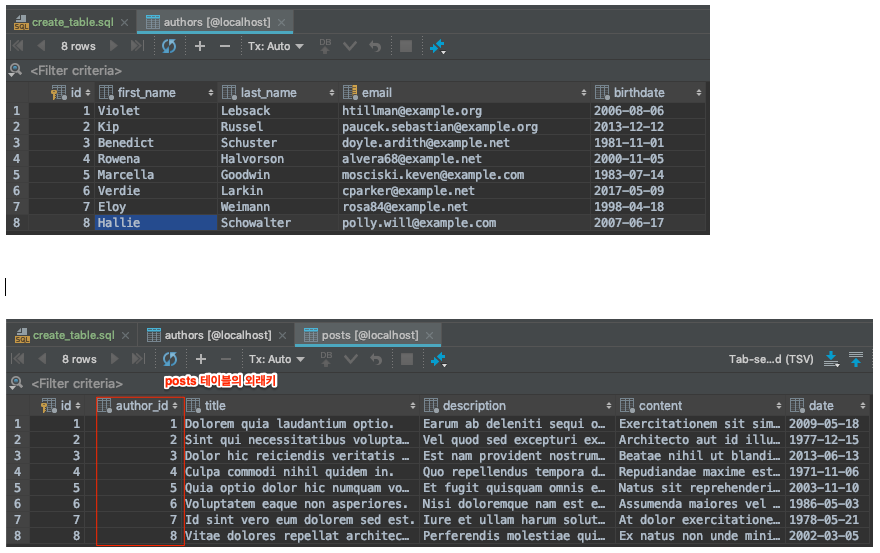 create_table.sql authors [@localhost]
8 rows Tx: Auto DB
<Filter criteria>
id first_name last_name email birthdate
1 1 Violet Lebsack htillman@example.org 2006-08-06
2 2 Kip Russel paucek.sebastian@example.org 2013-12-12
3 3 Benedict Schuster doyle.ardith@example.net 1981-11-01
4 4 Rowena Halvorson alvera68@example.net 2000-11-05
5 5 Marcella Goodwin mosciski.keven@example.com 1983-07-14
6 6 Verdie Larkin cparker@example.net 2017-05-09
7 7 Eloy Weimann rosa84@example.net 1998-04-18
8 8 Hallie Schowalter polly.will@example.com 2007-06-17
create_table.sql authors [@localhost] posts [@localhost]
8 rows Tx: Auto DB Tab-se...d (TSV)
<Filter criteria> posts 테이블의 외래키
id author_id title description content date
1 1 1 Dolorem quia laudantium optio. Earum ab deleniti sequi o… Exercitationem sit sim… 2009-05-18
2 2 2 Sint qui necessitatibus volupta… Vel quod sed excepturi ex… Architecto aut id illu… 1977-12-15
3 3 3 Dolor hic reiciendis veritatis … Est nam provident nostrum… Beatae nihil ut blandi… 2013-06-13
4 4 4 Culpa commodi nihil quidem in. Quo repellendus tempora d… Repudiandae maxime est… 1971-11-06
5 5 5 Quia optio dolor hic numquam vo… Et fugit quisquam omnis e… Natus sit reprehenderi… 2003-11-10
6 6 6 Voluptatem eaque non asperiores. Nisi doloremque nam est e… Assumenda maiores vel … 1986-05-03
7 7 7 Id sint vero eum dolorem sed est. Iure et ullam harum solut… At dolor exercitatione… 1978-05-21
8 8 8 Vitae dolores repellat architec… Perferendis molestiae qui… Ex natus non unde mini… 2002-03-05